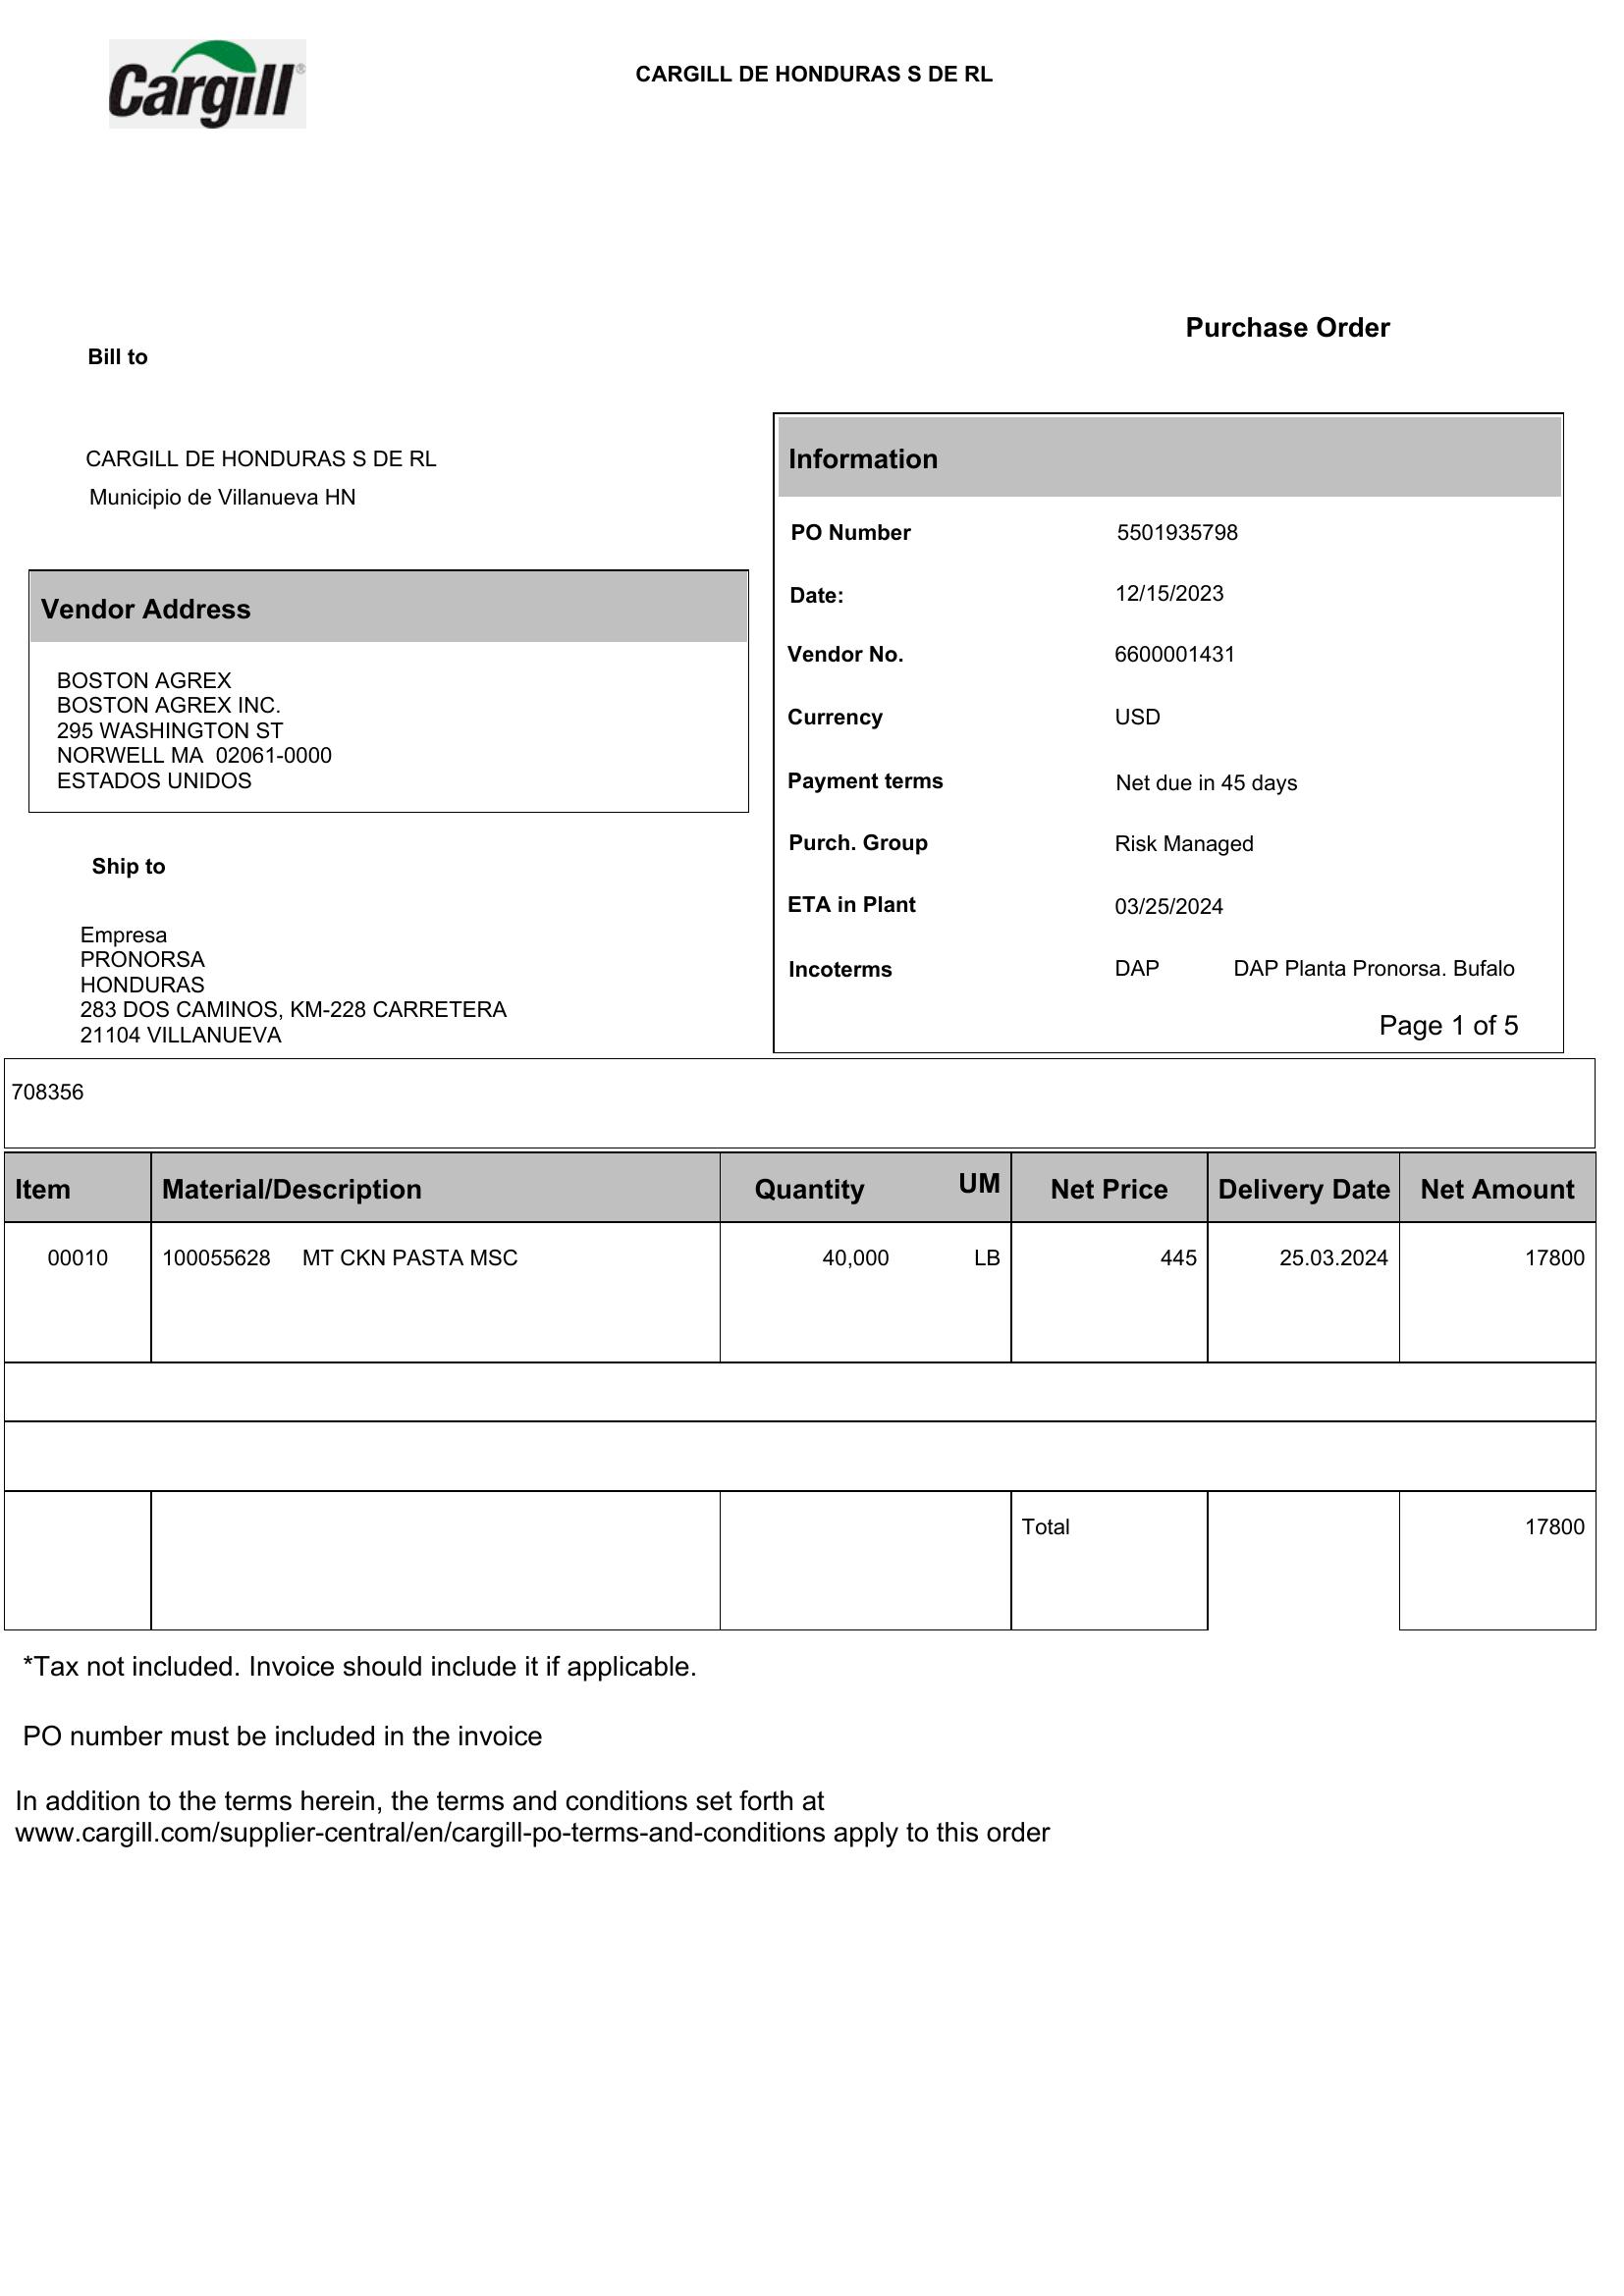 Cargill®
CARGILL DE HONDURAS S DE RL
Purchase Order
Bill to
CARGILL DE HONDURAS S DE RL
Municipio de Villanueva HN
Vendor Address
BOSTON AGREX
BOSTON AGREX INC.
295 WASHINGTON ST
NORWELL MA 02061-0000
ESTADOS UNIDOS
Ship to
Empresa
PRONORSA
HONDURAS
283 DOS CAMINOS, KM-228 CARRETERA
21104 VILLANUEVA
Information
PO Number 5501935798
Date: 12/15/2023
Vendor No. 6600001431
Currency USD
Payment terms Net due in 45 days
Purch. Group Risk Managed
ETA in Plant 03/25/2024
Incoterms DAP DAP Planta Pronorsa. Bufalo
Page 1 of 5
708356
Item Material/Description Quantity UM Net Price Delivery Date Net Amount
00010 100055628 MT CKN PASTA MSC 40,000 LB 445 25.03.2024 17800
Total 17800
*Tax not included. Invoice should include it if applicable.
PO number must be included in the invoice
In addition to the terms herein, the terms and conditions set forth at
www.cargill.com/supplier-central/en/cargill-po-terms-and-conditions apply to this order